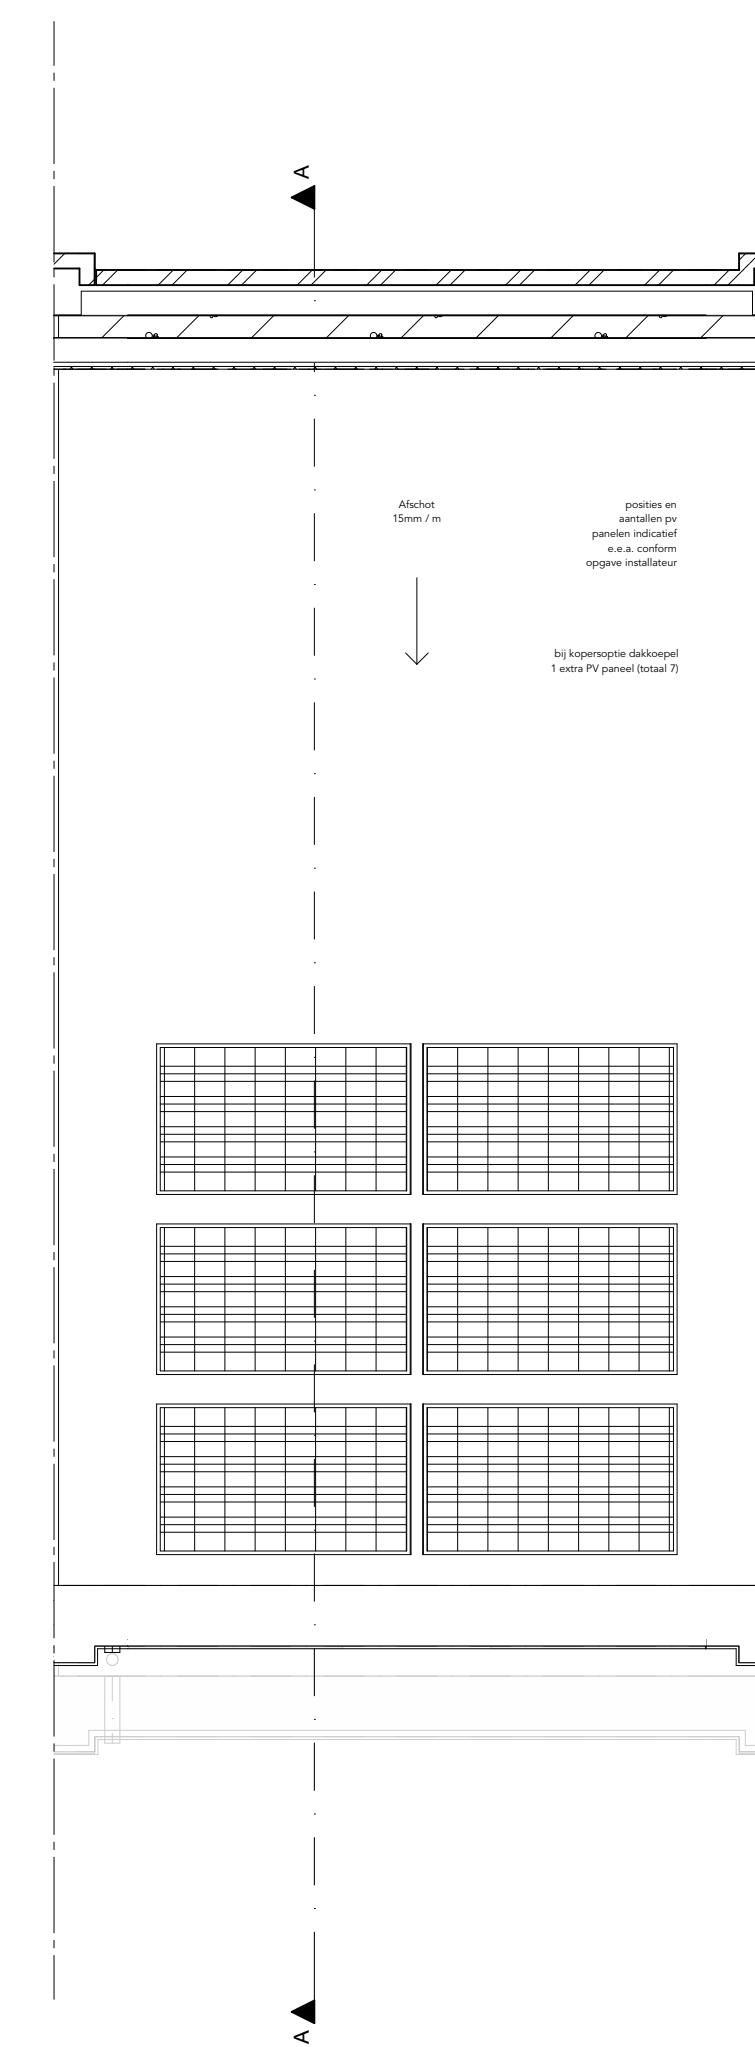 A
Afschot
15mm / m
posities en
aantallen pv
panelen indicatief
e.e.a. conform
opgave installateur
bij kopersoptie dakkoepel
1 extra PV paneel (totaal 7)
A